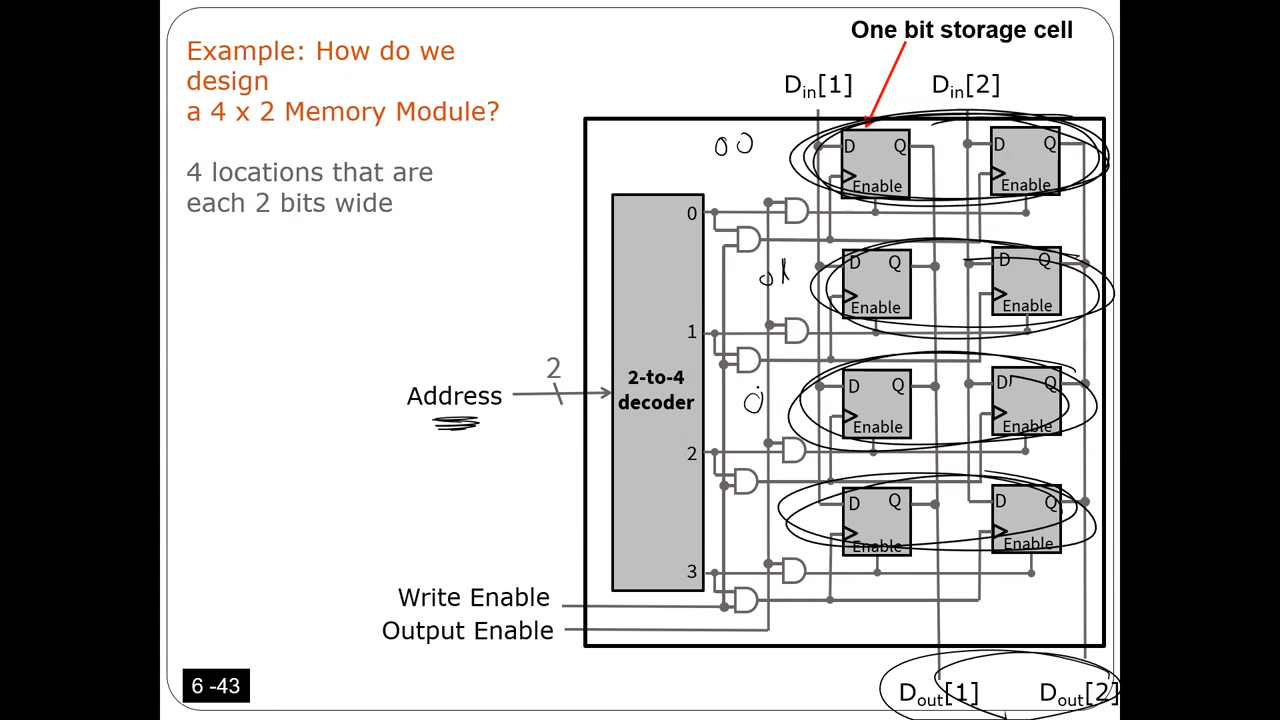 One bit storage cell
Example: How do we
design
a 4 x 2 Memory Module?
4 locations that are
each 2 bits wide
Din[1] Din[2]
00
D Q Enable D Q Enable
0
01
D Q Enable D Q Enable
1
2
Address
2-to-4
decoder
D Q Enable D Q Enable
2
D Q Enable D Q Enable
3
Write Enable
Output Enable
6 -43
Dout[1] Dout[2]